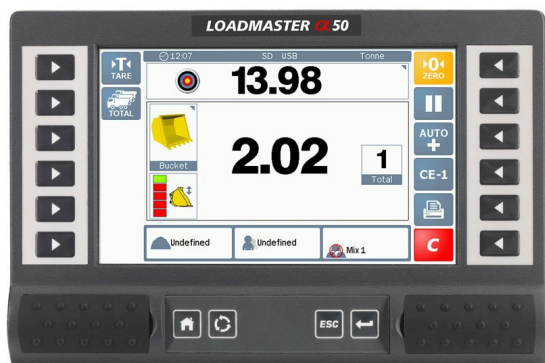 LOADMASTER α 50
12:07 SD USB Tonne
TARE
13.98
ZERO
TOTAL
AUTO
+
2.02
1
Bucket
Total
CE-1
Undefined
Undefined
Mix 1
C
ESC